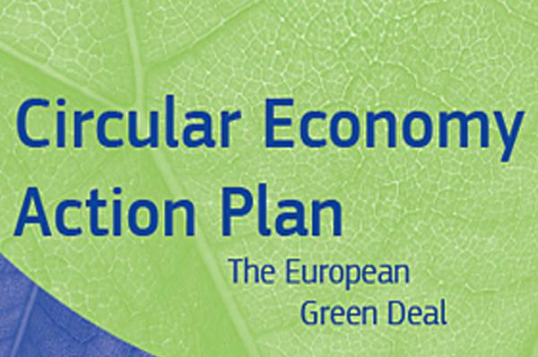 Circular Economy
Action Plan
The European
Green Deal